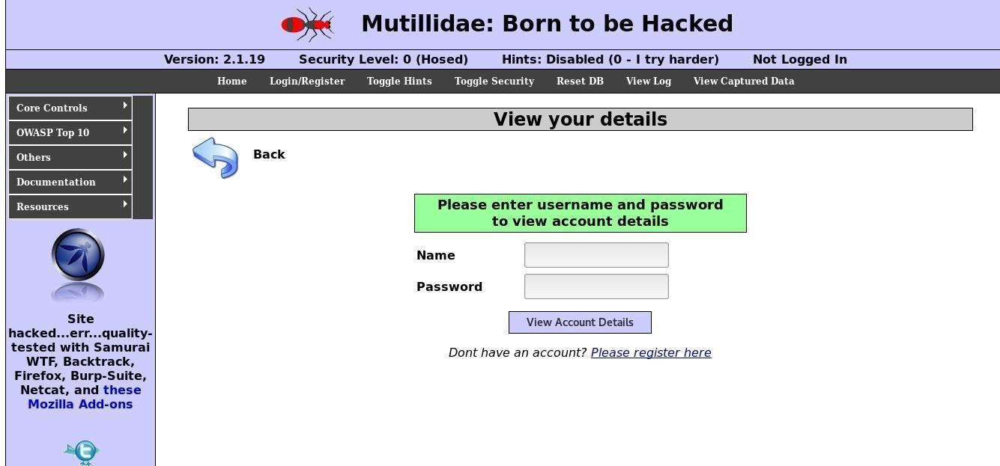 Mutillidae: Born to be Hacked
Version: 2.1.19 Security Level: 0 (Hosed) Hints: Disabled (0 - I try harder) Not Logged In
Home Login/Register Toggle Hints Toggle Security Reset DB View Log View Captured Data
Core Controls
OWASP Top 10
Others
Documentation
Resources
Site
hacked...err...quality-
tested with Samurai
WTF, Backtrack,
Firefox, Burp-Suite,
Netcat, and these
Mozilla Add-ons
View your details
Back
Please enter username and password
to view account details
Name
Password
View Account Details
Dont have an account? Please register here